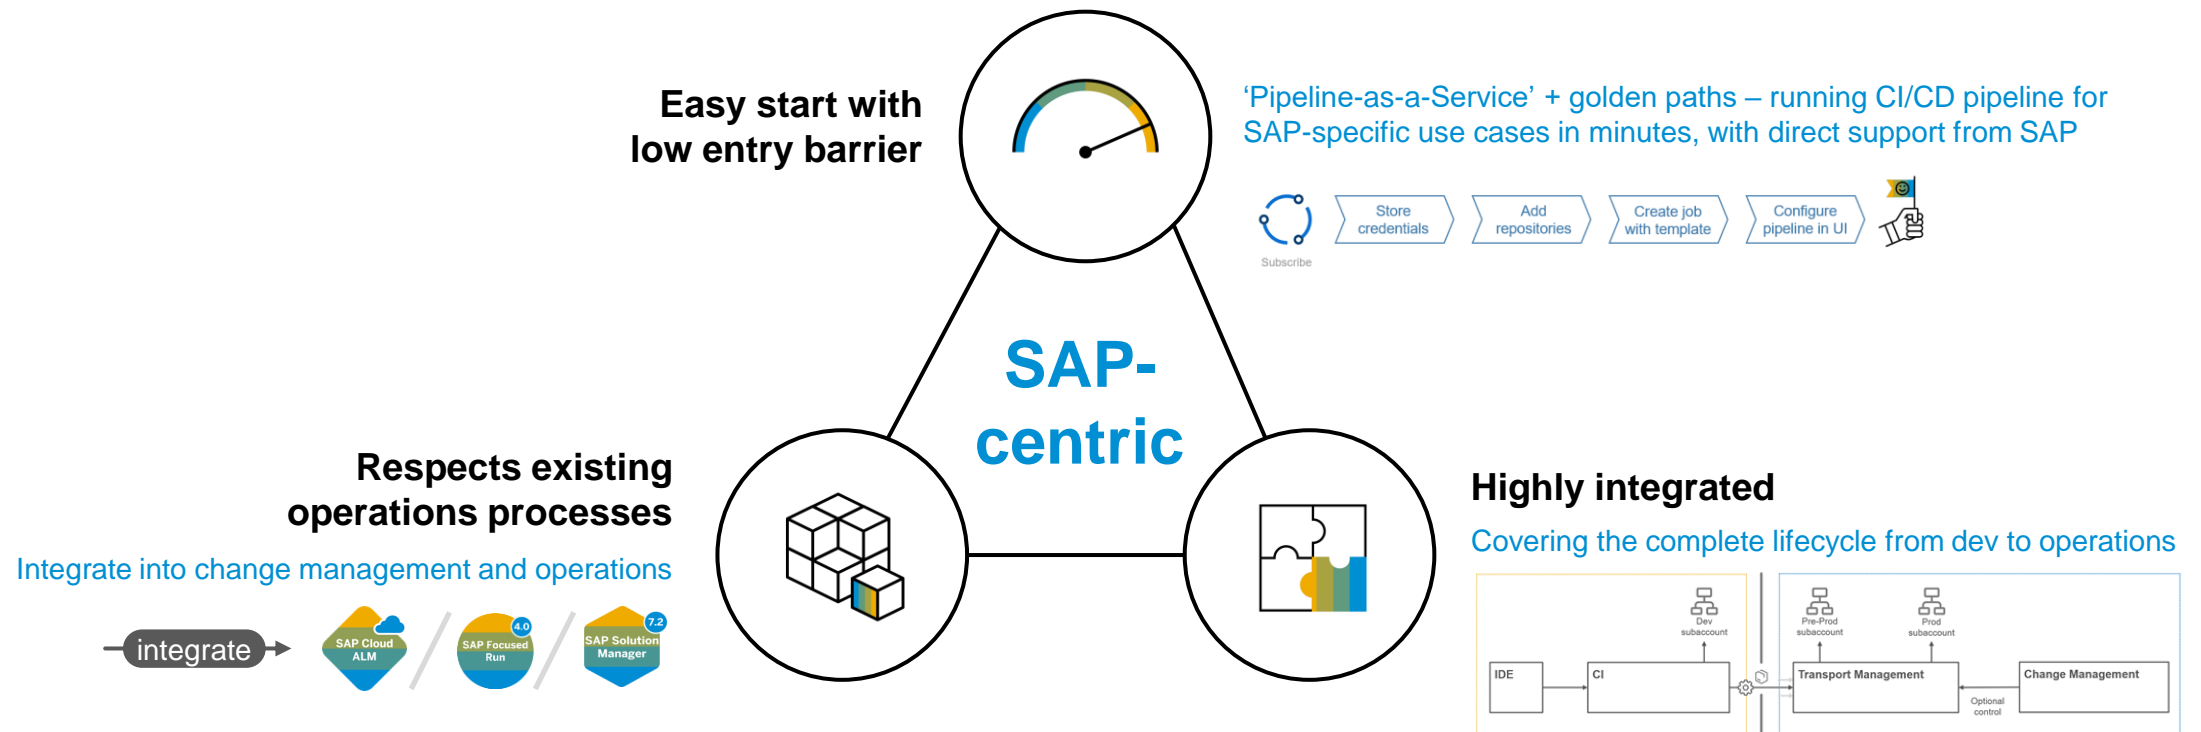 Easy start with
low entry barrier
‘Pipeline-as-a-Service’ + golden paths – running CI/CD pipeline for
SAP-specific use cases in minutes, with direct support from SAP
Subscribe
Store
credentials
Add
repositories
Create job
with template
Configure
pipeline in UI
SAP-
centric
Respects existing
operations processes
Integrate into change management and operations
integrate
SAP Cloud
ALM
4.0
SAP Focused
Run
7.2
SAP Solution
Manager
Highly integrated
Covering the complete lifecycle from dev to operations
Dev
subaccount
Pre-Prod
subaccount
Prod
subaccount
IDE
CI
Transport Management
Change Management
Optional
control